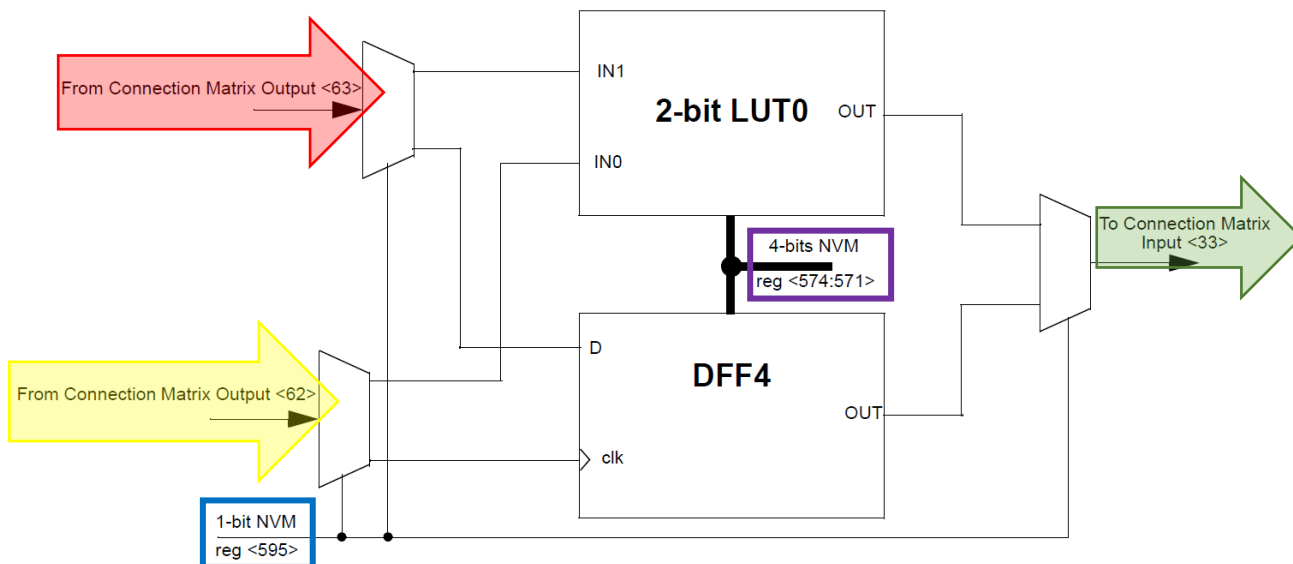 From Connection Matrix Output <63>
IN1
2-bit LUT0
OUT
IN0
4-bits NVM
reg <574:571>
To Connection Matrix
Input <33>
From Connection Matrix Output <62>
D
DFF4
OUT
clk
1-bit NVM
reg <595>